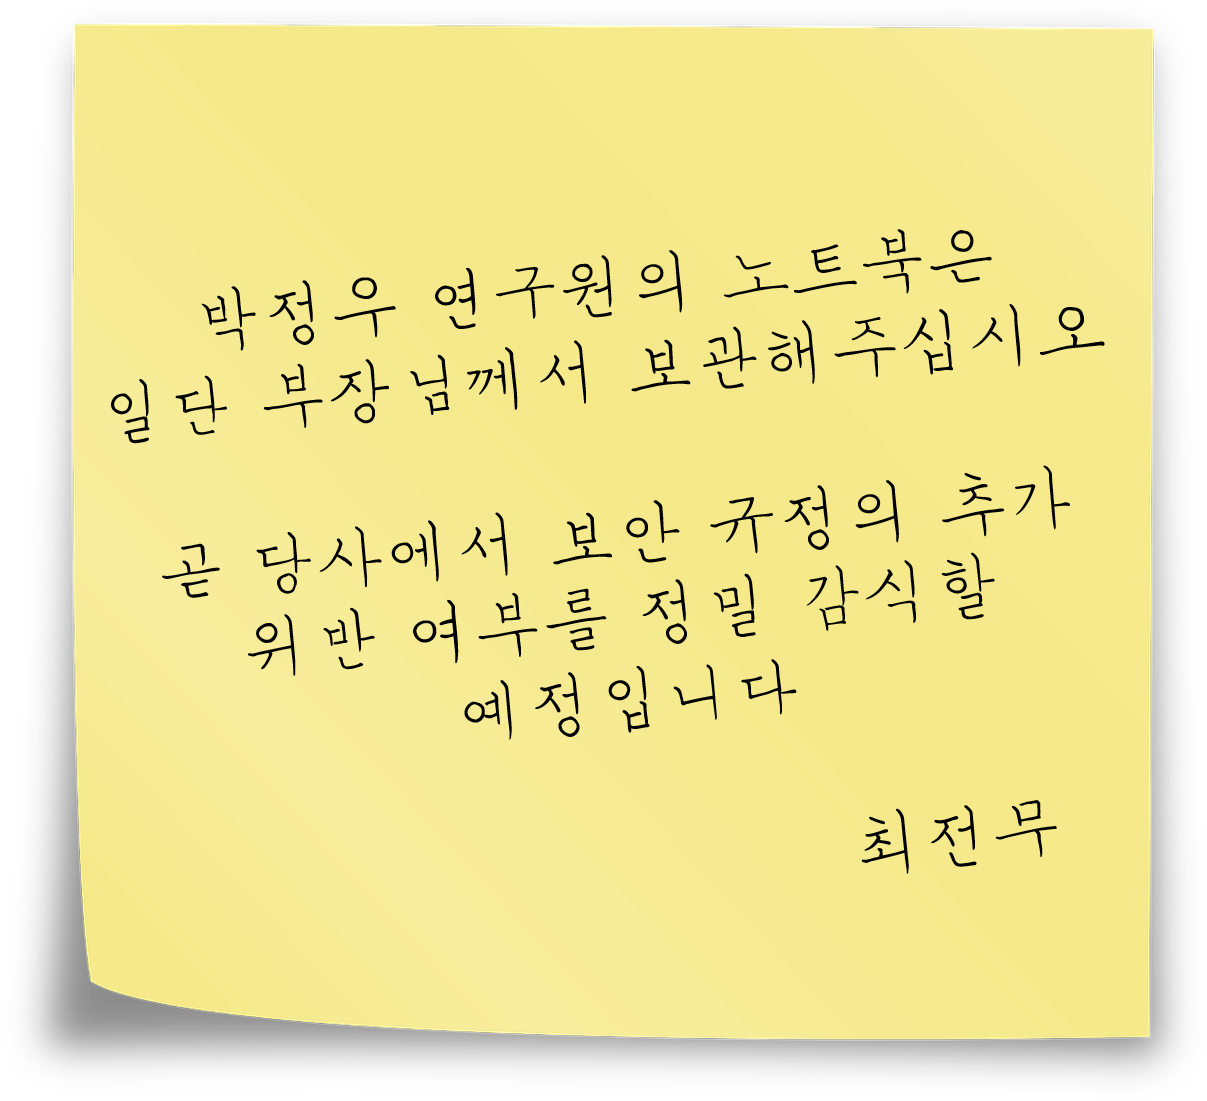 박정우 연구원의 노트북은
일단 부장님께서 보관해주십시오
곧 당사에서 보안 규정의 추가
위반 여부를 정밀 감식할
예정입니다
최전무